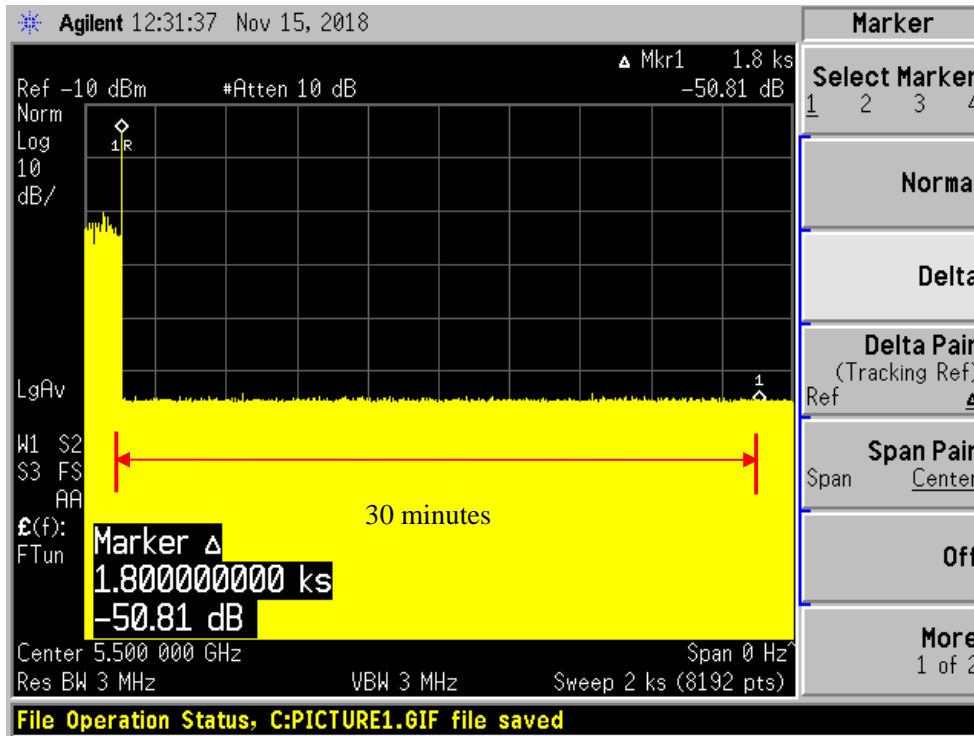 Agilent 12:31:37 Nov 15, 2018
Marker
Δ Mkr1 1.8 ks
Ref -10 dBm #Atten 10 dB -50.81 dB
Select Marker
1 2 3 4
Norm
Log
10
dB/
1R
Norma
Delta
Delta Pair
(Tracking Ref)
Ref Δ
LgAv
1
W1 S2
S3 FS
AA
£(f):
FTun
Span Pair
Span Center
30 minutes
Marker Δ
1.800000000 ks
-50.81 dB
Off
Center 5.500 000 GHz Span 0 Hz^
Res BW 3 MHz VBW 3 MHz Sweep 2 ks (8192 pts)
More
1 of 2
File Operation Status, C:PICTURE1.GIF file saved